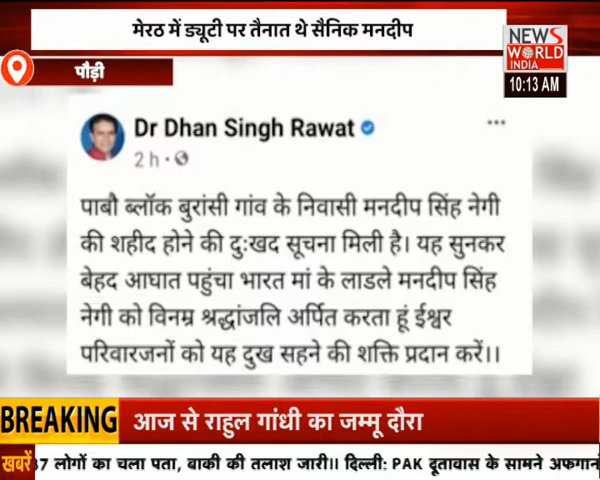 मेरठ में ड्यूटी पर तैनात थे सैनिक मनदीप
NEWS
WORLD
INDIA
10:13 AM
पौड़ी
Dr Dhan Singh Rawat
2 h
पाबौ ब्लॉक बुरांसी गांव के निवासी मनदीप सिंह नेगी
की शहीद होने की दुःखद सूचना मिली है। यह सुनकर
बेहद आघात पहुंचा भारत मां के लाडले मनदीप सिंह
नेगी को विनम्र श्रद्धांजलि अर्पित करता हूं ईश्वर
परिवारजनों को यह दुख सहने की शक्ति प्रदान करें।।
BREAKING आज से राहुल गांधी का जम्मू दौरा
खबरें 37 लोगों का चला पता, बाकी की तलाश जारी।। दिल्ली: PAK दूतावास के सामने